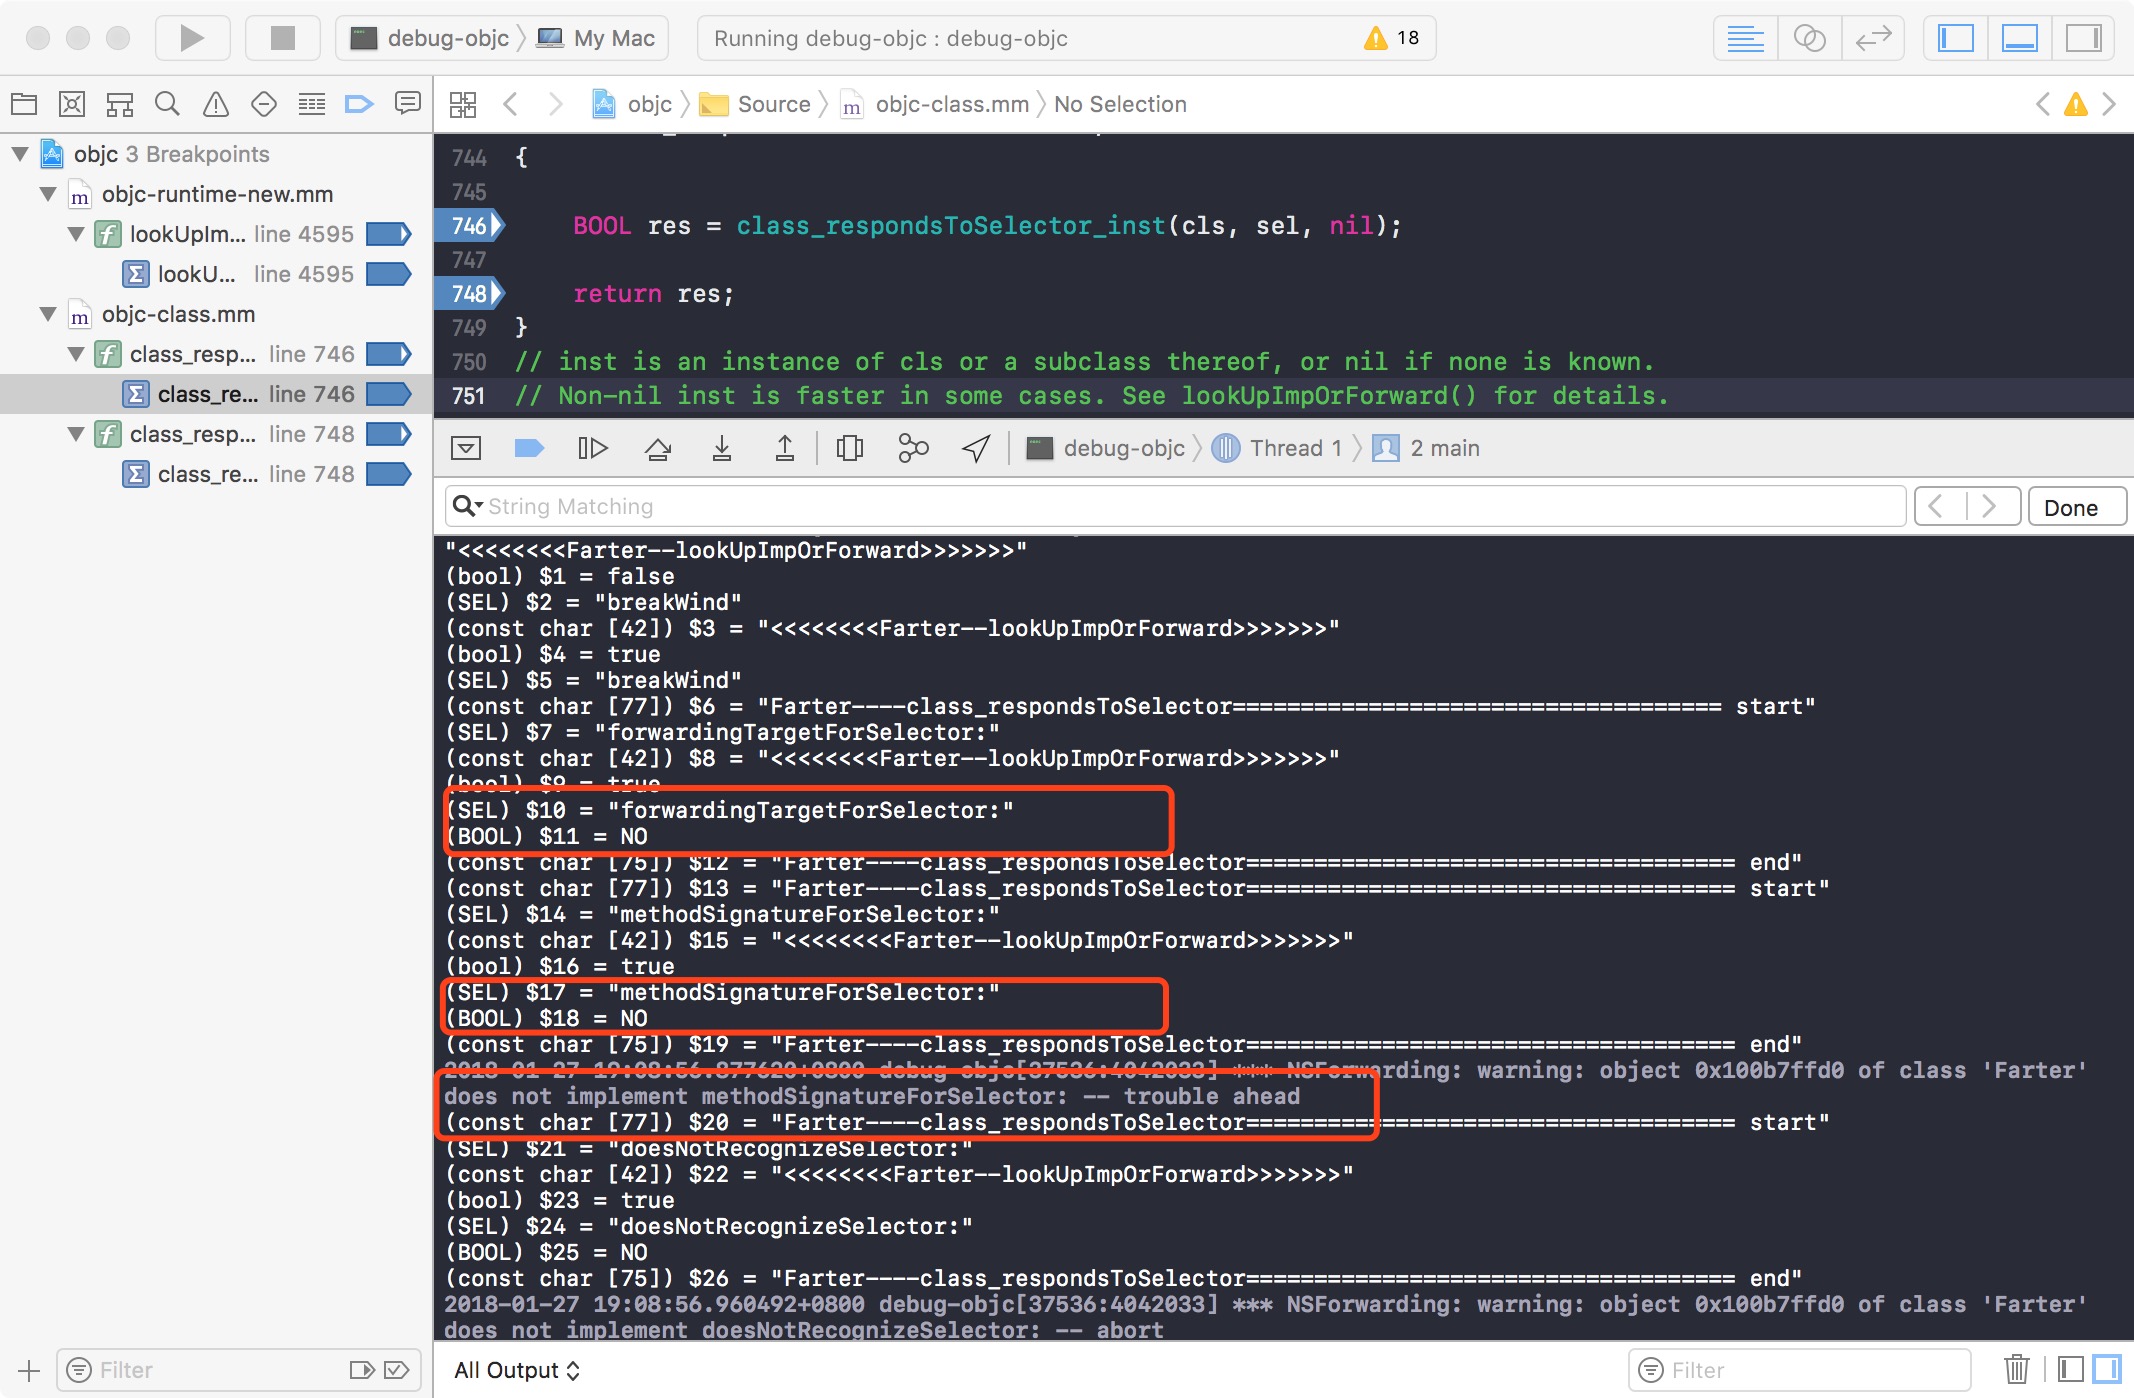 debug-objc My Mac
Running debug-objc : debug-objc
18
objc Source objc-class.mm No Selection
objc 3 Breakpoints
objc-runtime-new.mm
lookUpIm... line 4595
lookU... line 4595
objc-class.mm
class_resp... line 746
class_re... line 746
class_resp... line 748
class_re... line 748
744 {
745
746 BOOL res = class_respondsToSelector_inst(cls, sel, nil);
747
748 return res;
749 }
750 // inst is an instance of cls or a subclass thereof, or nil if none is known.
751 // Non-nil inst is faster in some cases. See lookUpImpOrForward() for details.
debug-objc Thread 1 2 main
String Matching
Done
"<<<<<<<<Farter--lookUpImpOrForward>>>>>>>"
(bool) $1 = false
(SEL) $2 = "breakWind"
(const char [42]) $3 = "<<<<<<<<Farter--lookUpImpOrForward>>>>>>>"
(bool) $4 = true
(SEL) $5 = "breakWind"
(const char [77]) $6 = "Farter----class_respondsToSelector==================================== start"
(SEL) $7 = "forwardingTargetForSelector:"
(const char [42]) $8 = "<<<<<<<<Farter--lookUpImpOrForward>>>>>>>"
(bool) $9 = true
(SEL) $10 = "forwardingTargetForSelector:"
(BOOL) $11 = NO
(const char [75]) $12 = "Farter----class_respondsToSelector==================================== end"
(const char [77]) $13 = "Farter----class_respondsToSelector==================================== start"
(SEL) $14 = "methodSignatureForSelector:"
(const char [42]) $15 = "<<<<<<<<Farter--lookUpImpOrForward>>>>>>>"
(bool) $16 = true
(SEL) $17 = "methodSignatureForSelector:"
(BOOL) $18 = NO
(const char [75]) $19 = "Farter----class_respondsToSelector==================================== end"
2018-01-27 19:08:56.877620+0800 debug-objc[37536:4042033] *** NSForwarding: warning: object 0x100b7ffd0 of class 'Farter'
does not implement methodSignatureForSelector: -- trouble ahead
(const char [77]) $20 = "Farter----class_respondsToSelector==================================== start"
(SEL) $21 = "doesNotRecognizeSelector:"
(const char [42]) $22 = "<<<<<<<<Farter--lookUpImpOrForward>>>>>>>"
(bool) $23 = true
(SEL) $24 = "doesNotRecognizeSelector:"
(BOOL) $25 = NO
(const char [75]) $26 = "Farter----class_respondsToSelector==================================== end"
2018-01-27 19:08:56.960492+0800 debug-objc[37536:4042033] *** NSForwarding: warning: object 0x100b7ffd0 of class 'Farter'
does not implement doesNotRecognizeSelector: -- abort
Filter
All Output
Filter